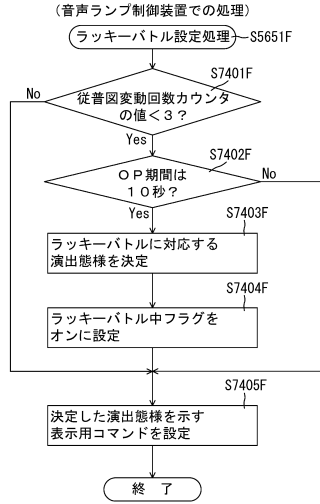 (音声ランプ制御装置での処理)
ラッキーバトル設定処理
S5651F
S7401F
No
従普図変動回数カウンタ
の値<3?
Yes
S7402F
OP期間は
10秒?
No
Yes
S7403F
ラッキーバトルに対応する
演出態様を決定
S7404F
ラッキーバトル中フラグを
オンに設定
S7405F
決定した演出態様を示す
表示用コマンドを設定
終 了